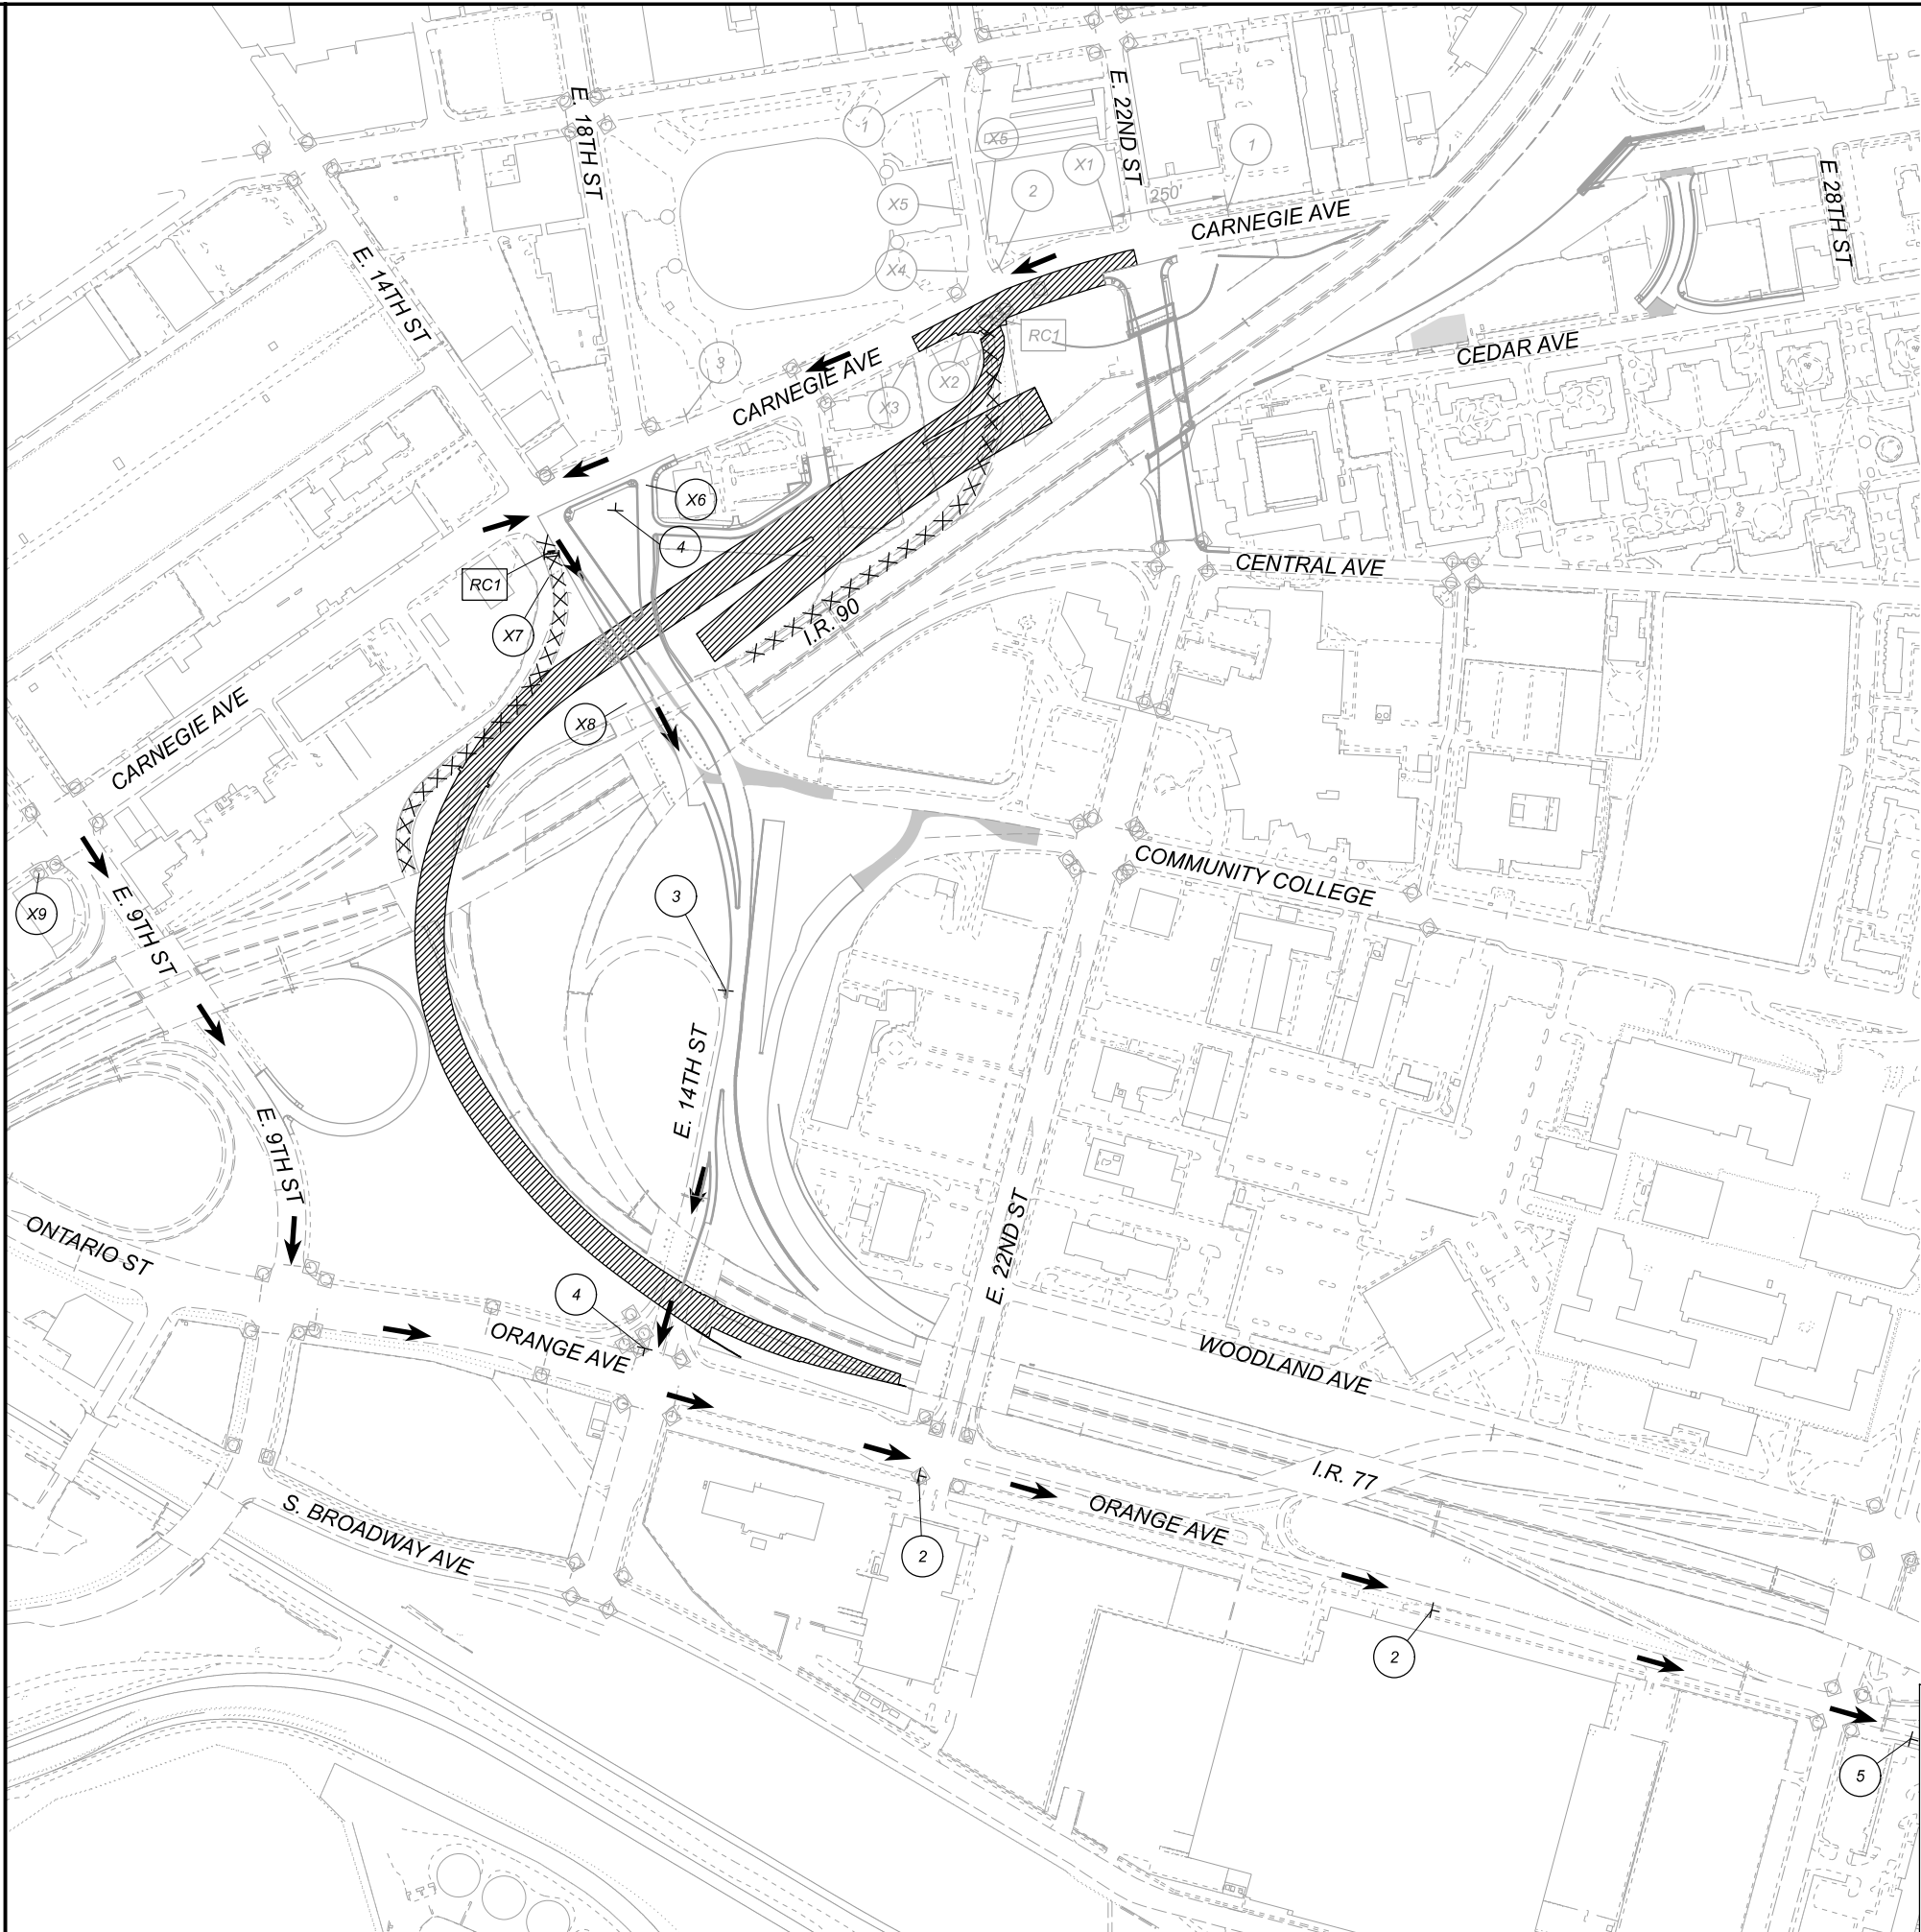 E. 18TH ST
E. 22ND ST
1
X5
X1
1
2
250'
X5
CARNEGIE AVE
E 28TH ST
E. 14TH ST
X4
RC1
CEDAR AVE
3
CARNEGIE AVE
X2
X3
X6
4
RC1
CENTRAL AVE
X7
I.R. 90
X8
CARNEGIE AVE
COMMUNITY COLLEGE
3
X9
E. 9TH ST
E. 14TH ST
E. 9TH ST
E. 22ND ST
ONTARIO ST
4
ORANGE AVE
WOODLAND AVE
I.R. 77
ORANGE AVE
S. BROADWAY AVE
2
2
5